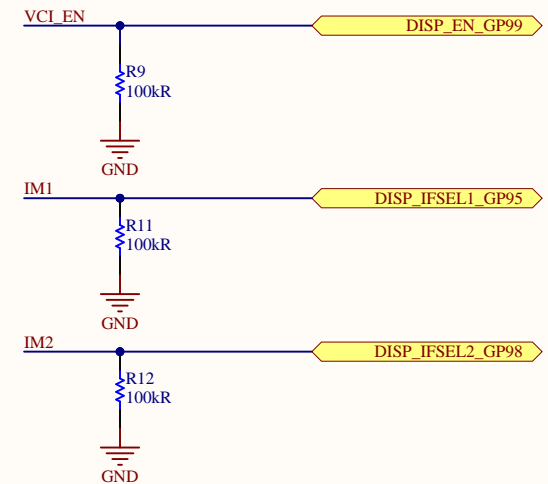 VCI_EN
DISP_EN_GP99
R9
100kR
GND
IM1
DISP_IFSEL1_GP95
R11
100kR
GND
IM2
DISP_IFSEL2_GP98
R12
100kR
GND